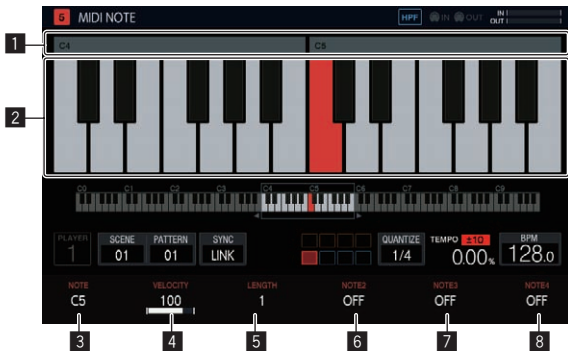 5 MIDI NOTE HPF IN OUT IN
OUT
1 C4 C5
2
C0 C1 C2 C3 C4 C5 C6 C7 C8 C9
PLAYER SCENE PATTERN SYNC QUANTIZE TEMPO ±10 BPM
1 01 01 LINK 1/4 0.00% 128.0
NOTE VELOCITY LENGTH NOTE2 NOTE3 NOTE4
C5 100 1 OFF OFF OFF
3 4 5 6 7 8